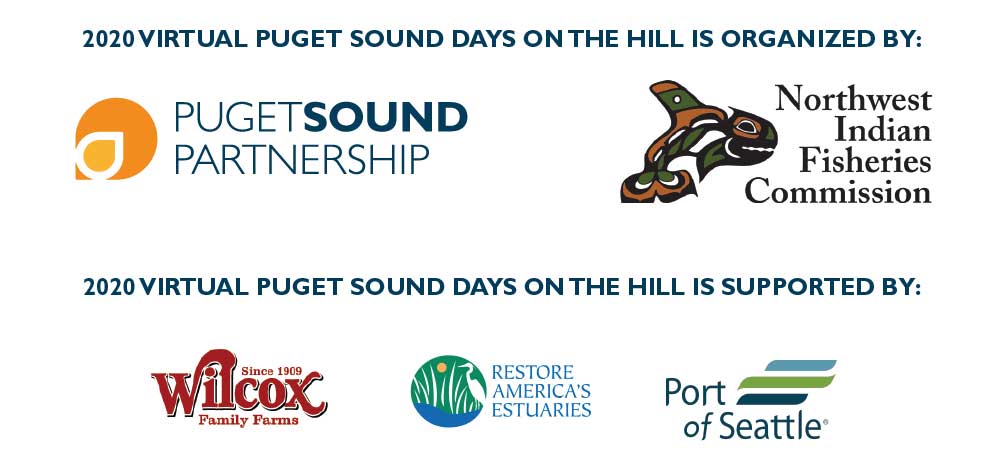 2020 VIRTUAL PUGET SOUND DAYS ON THE HILL IS ORGANIZED BY:
PUGETSOUND
PARTNERSHIP
Northwest
Indian
Fisheries
Commission
2020 VIRTUAL PUGET SOUND DAYS ON THE HILL IS SUPPORTED BY:
Since 1909
Wilcox
Family Farms
RESTORE
AMERICA'S
ESTUARIES
Port
of Seattle®